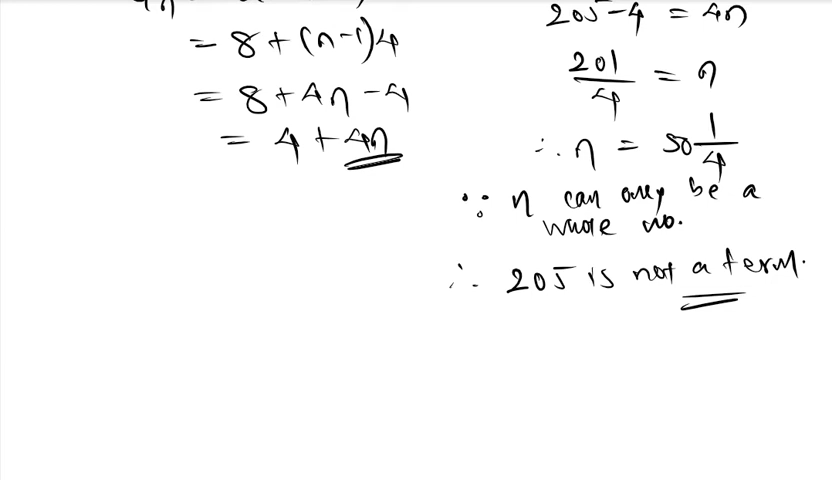 = 8 + (n-1)4
= 8 + 4n - 4
= 4 + 4n
205 - 4 = 4n
201/4 = n
∴ n = 50 1/4
∵ n can only be a
whole no.
∴ 205 is not a term.